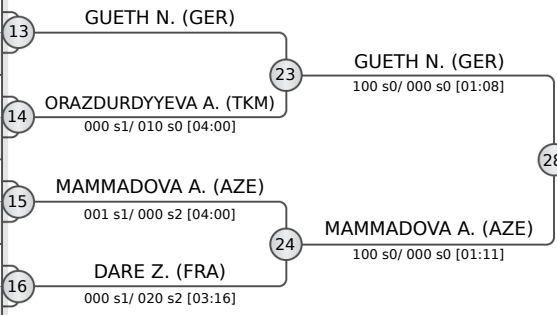 GUETH N. (GER)
13
23
GUETH N. (GER)
100 s0/ 000 s0 [01:08]
ORAZDURDYYEVA A. (TKM)
14
000 s1/ 010 s0 [04:00]
28
MAMMADOVA A. (AZE)
15
001 s1/ 000 s2 [04:00]
24
MAMMADOVA A. (AZE)
100 s0/ 000 s0 [01:11]
DARE Z. (FRA)
16
000 s1/ 020 s2 [03:16]